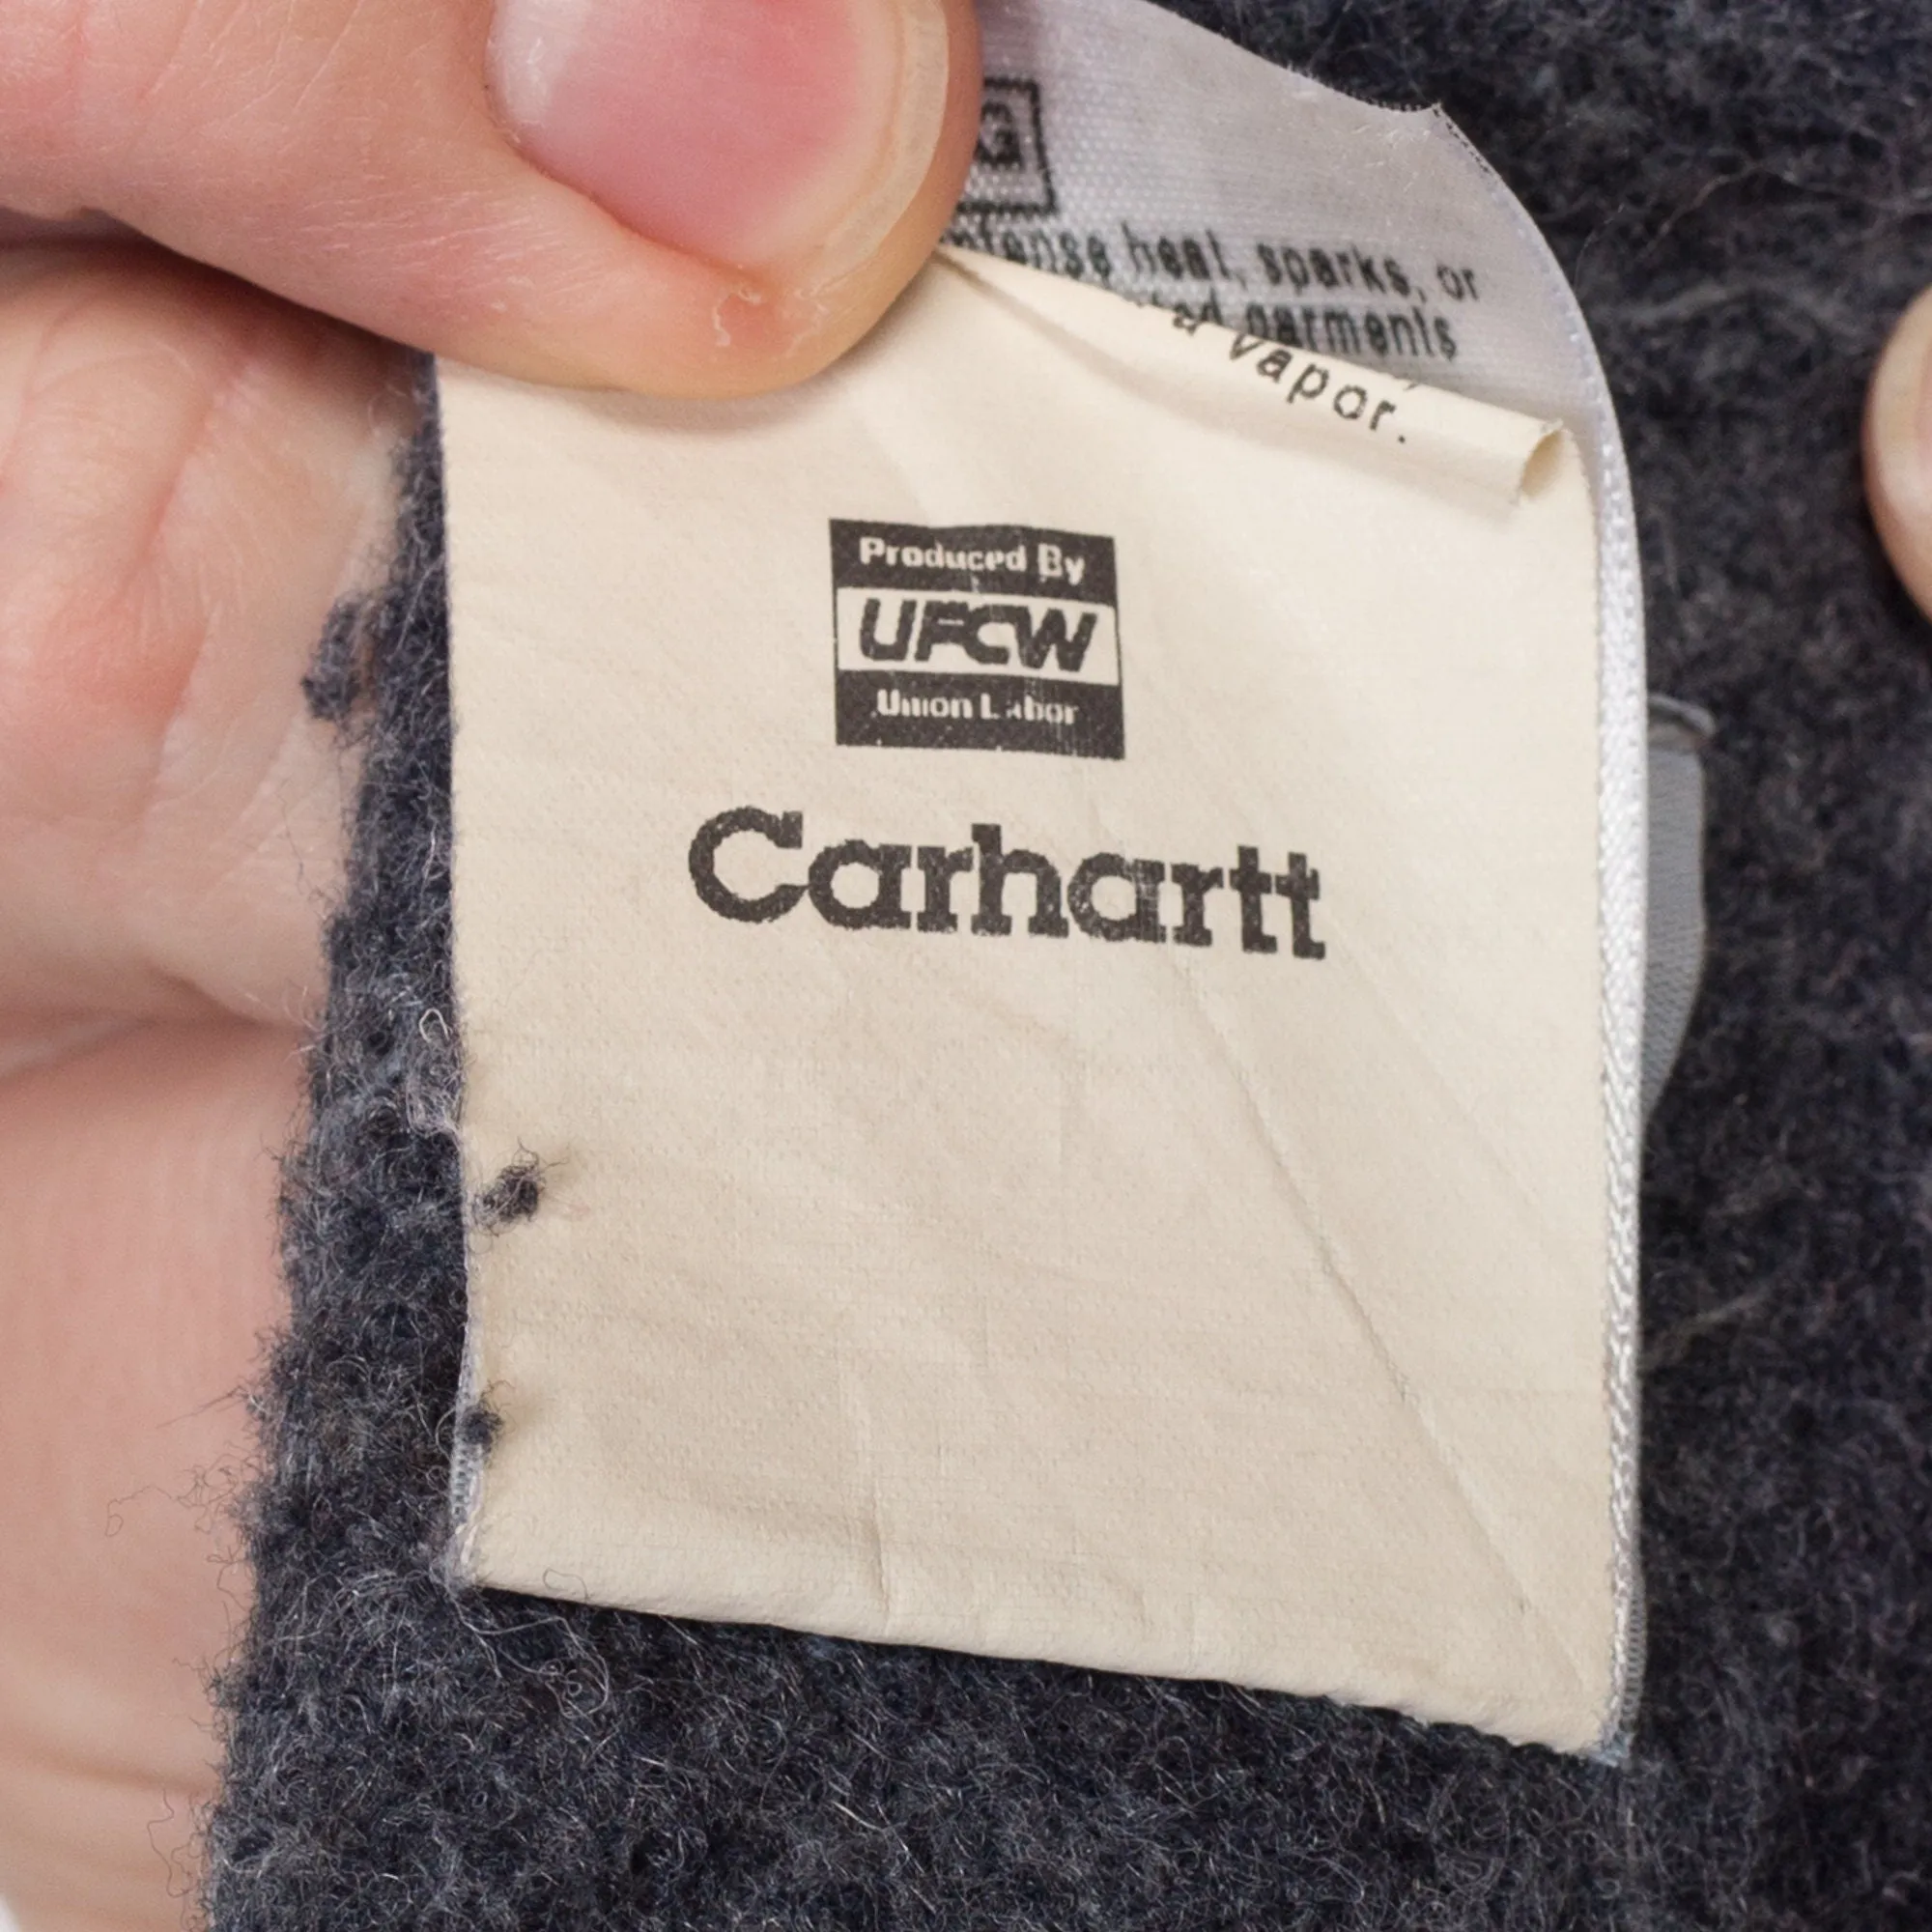 G
intense heat, sparks, or
garments
vapor.
Produced By
UFCW
Union Labor
Carhartt